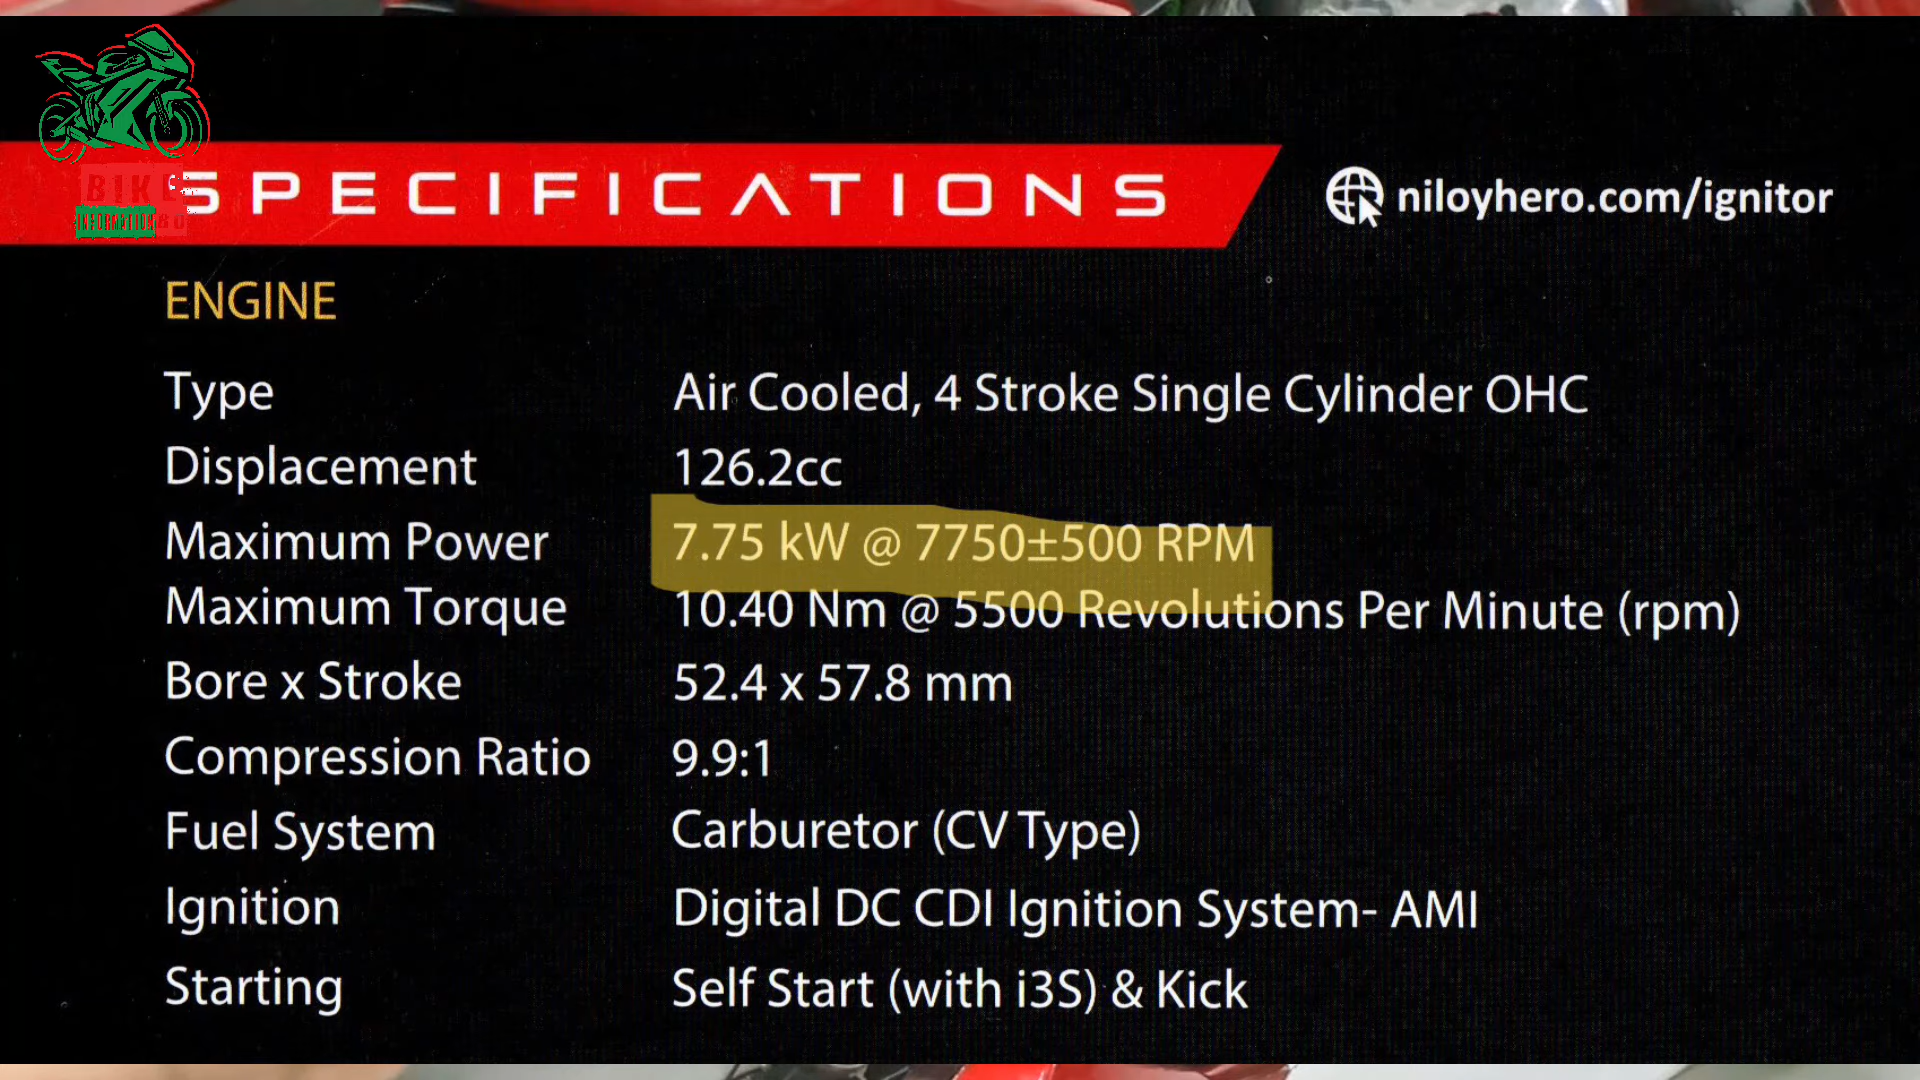 BIKE
INFORMATION BD
SPECIFICATIONS
niloyhero.com/ignitor
ENGINE
Type Air Cooled, 4 Stroke Single Cylinder OHC
Displacement 126.2cc
Maximum Power 7.75 kW @ 7750±500 RPM
Maximum Torque 10.40 Nm @ 5500 Revolutions Per Minute (rpm)
Bore x Stroke 52.4 x 57.8 mm
Compression Ratio 9.9:1
Fuel System Carburetor (CV Type)
Ignition Digital DC CDI Ignition System- AMI
Starting Self Start (with i3S) & Kick